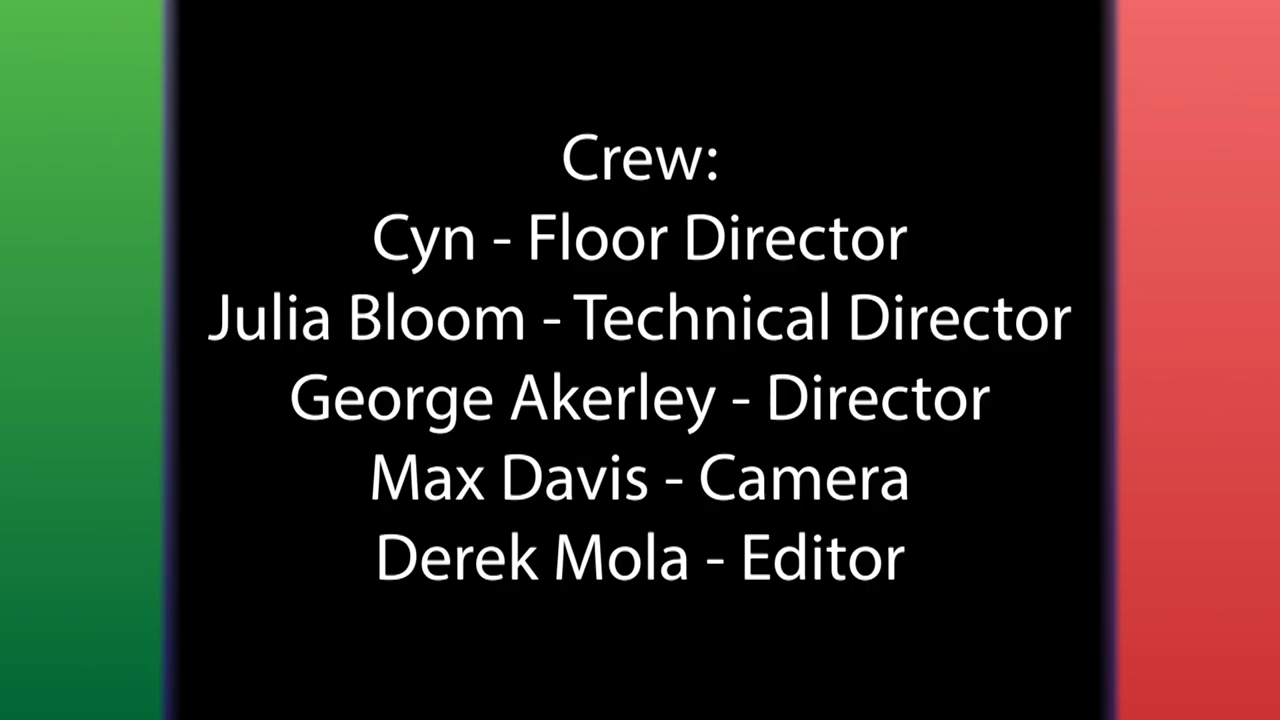 Crew:
Cyn - Floor Director
Julia Bloom - Technical Director
George Akerley - Director
Max Davis - Camera
Derek Mola - Editor